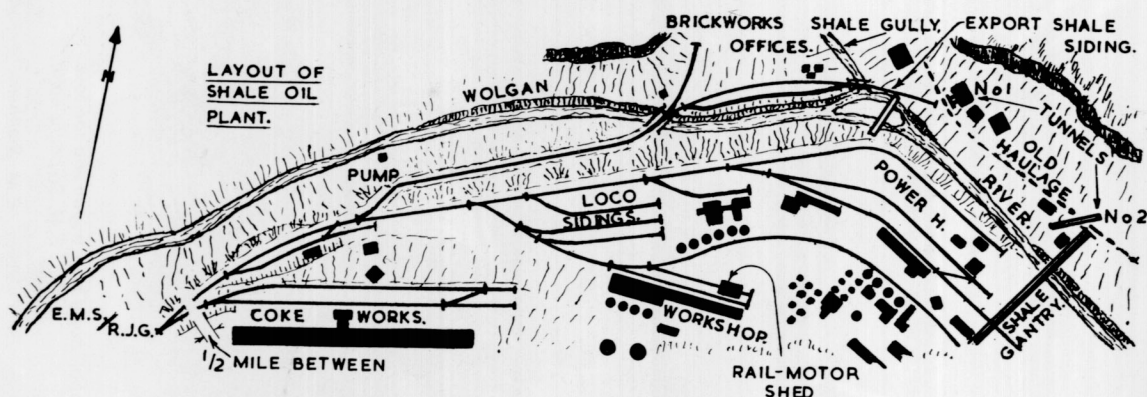 BRICKWORKS
OFFICES.
SHALE GULLY.
EXPORT SHALE
SIDING.
N
LAYOUT OF
SHALE OIL
PLANT.
WOLGAN
No1
TUNNELS
OLD
HAULAGE
PUMP
LOCO
SIDINGS.
POWER H.
RIVER.
No2
E.M.S.
R.J.G.
COKE WORKS.
WORKSHOP.
SHALE
GANTRY.
1/2 MILE BETWEEN
RAIL-MOTOR
SHED